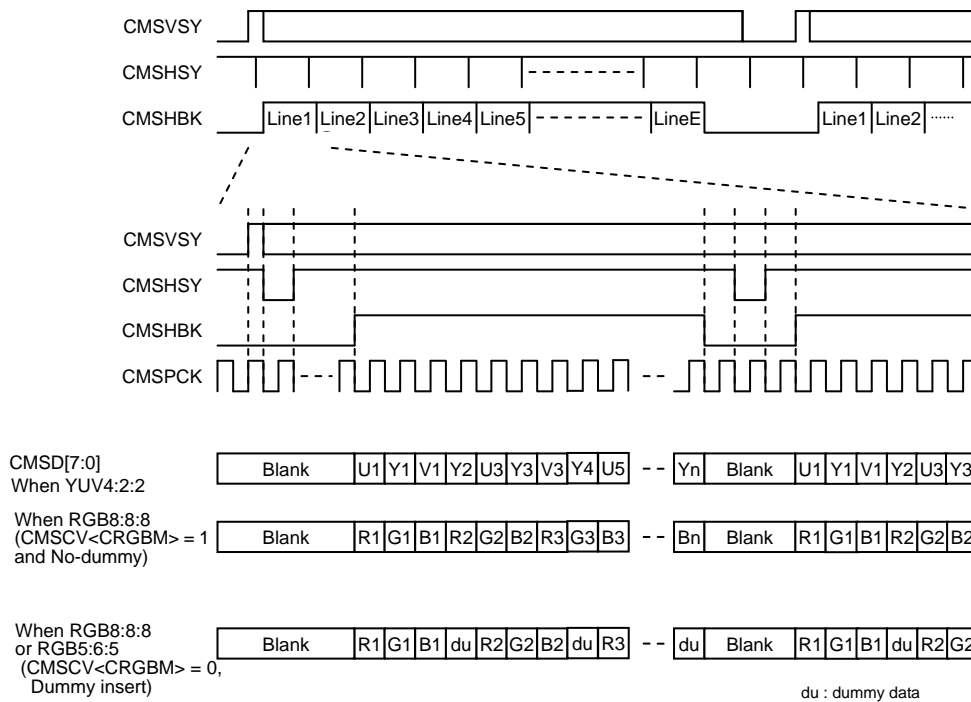 CMSVSY
CMSHSY
CMSHBK Line1 Line2 Line3 Line4 Line5 LineE Line1 Line2 ......
CMSVSY
CMSHSY
CMSHBK
CMSPCK
CMSD[7:0]
When YUV4:2:2
Blank U1 Y1 V1 Y2 U3 Y3 V3 Y4 U5 Yn Blank U1 Y1 V1 Y2 U3 Y3
When RGB8:8:8
(CMSCV<CRGBM> = 1
and No-dummy)
Blank R1 G1 B1 R2 G2 B2 R3 G3 B3 Bn Blank R1 G1 B1 R2 G2 B2
When RGB8:8:8
or RGB5:6:5
(CMSCV<CRGBM> = 0,
Dummy insert)
Blank R1 G1 B1 du R2 G2 B2 du R3 du Blank R1 G1 B1 du R2 G2
du : dummy data